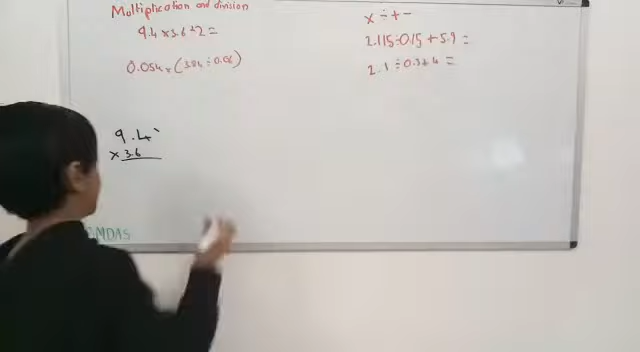 Multiplication and division
9.4 × 3.6 ÷ 2 =
0.054 × (3.84 ÷ 0.06)
× ÷ + -
2.115 ÷ 0.15 + 5.9 =
2.1 ÷ 0.3 + 4 =
9.4
× 3.6
MDAS